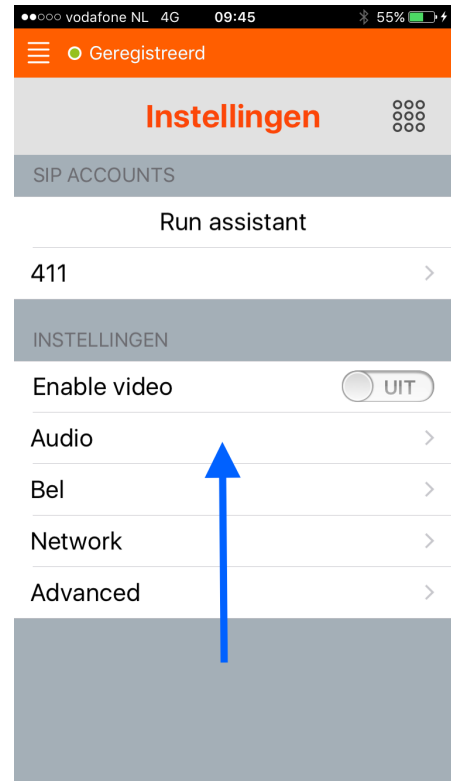 vodafone NL 4G 09:45 55%
Geregistreerd
Instellingen
SIP ACCOUNTS
Run assistant
411
INSTELLINGEN
Enable video UIT
Audio
Bel
Network
Advanced